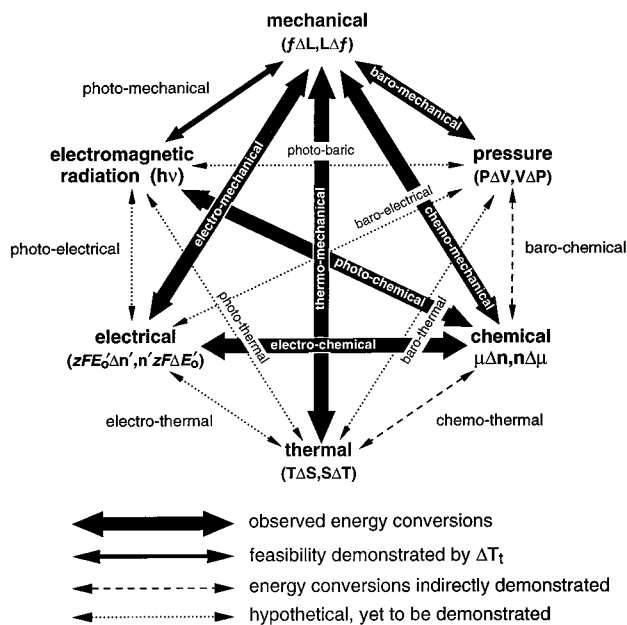 mechanical
(fΔL,LΔf)
photo-mechanical
baro-mechanical
electromagnetic
radiation (hν)
photo-baric
pressure
(PΔV,VΔP)
electro-mechanical
thermo-mechanical
chemo-mechanical
baro-electrical
photo-electrical
baro-chemical
photo-chemical
photo-thermal
baro-thermal
electrical
(zFE₀′Δn′,n′zFΔE₀′)
electro-chemical
chemical
μΔn,nΔμ
electro-thermal
chemo-thermal
thermal
(TΔS,SΔT)
observed energy conversions
feasibility demonstrated by ΔTₜ
energy conversions indirectly demonstrated
hypothetical, yet to be demonstrated